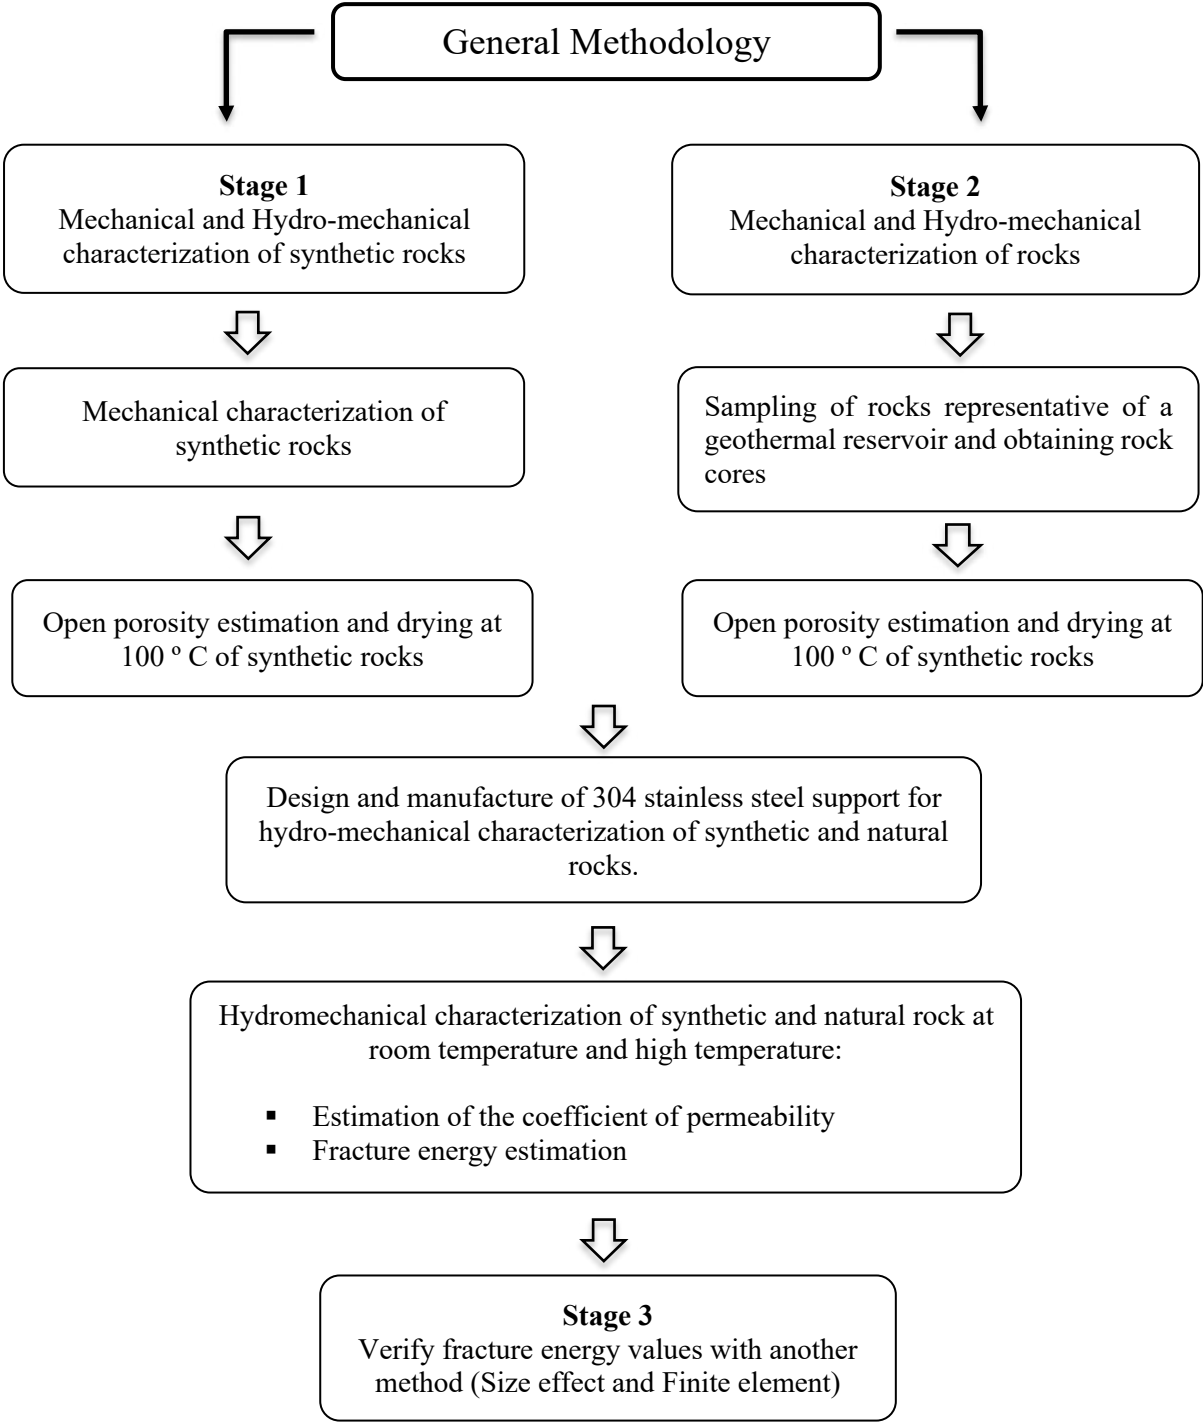 General Methodology
Stage 1
Mechanical and Hydro-mechanical
characterization of synthetic rocks
Stage 2
Mechanical and Hydro-mechanical
characterization of rocks
Mechanical characterization of
synthetic rocks
Sampling of rocks representative of a
geothermal reservoir and obtaining rock
cores
Open porosity estimation and drying at
100 º C of synthetic rocks
Open porosity estimation and drying at
100 º C of synthetic rocks
Design and manufacture of 304 stainless steel support for
hydro-mechanical characterization of synthetic and natural
rocks.
Hydromechanical characterization of synthetic and natural rock at
room temperature and high temperature:
▪ Estimation of the coefficient of permeability
▪ Fracture energy estimation
Stage 3
Verify fracture energy values with another
method (Size effect and Finite element)